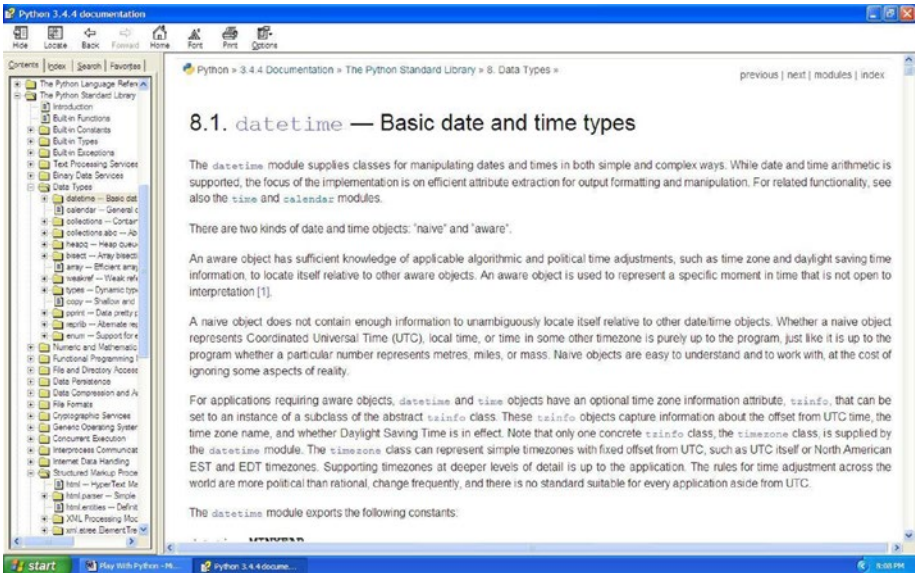 Python 3.4.4 documentation
Hide Locate Back Forward Home Font Print Options
Contents Index Search Favorites
The Python Language Refere
The Python Standard Library
Introduction
Built-in Functions
Built-in Constants
Built-in Types
Built-in Exceptions
Text Processing Services
Binary Data Services
Data Types
datetime — Basic dat
calendar — General c
collections — Contain
collections.abc — Ab
heapq — Heap queu
bisect — Array bisecti
array — Efficient array
weakref — Weak refe
types — Dynamic type
copy — Shallow and
pprint — Data pretty p
reprlib — Alternate rep
enum — Support for e
Numeric and Mathematic
Functional Programming
File and Directory Access
Data Persistence
Data Compression and A
File Formats
Cryptographic Services
Generic Operating System
Concurrent Execution
Interprocess Communicat
Internet Data Handling
Structured Markup Proce
html — HyperText Ma
html.parser — Simple
html.entities — Definit
XML Processing Mod
xml.etree.ElementTre
Python » 3.4.4 Documentation » The Python Standard Library » 8. Data Types »
previous | next | modules | index
8.1. datetime — Basic date and time types
The datetime module supplies classes for manipulating dates and times in both simple and complex ways. While date and time arithmetic is
supported, the focus of the implementation is on efficient attribute extraction for output formatting and manipulation. For related functionality, see
also the time and calendar modules.
There are two kinds of date and time objects: "naive" and "aware".
An aware object has sufficient knowledge of applicable algorithmic and political time adjustments, such as time zone and daylight saving time
information, to locate itself relative to other aware objects. An aware object is used to represent a specific moment in time that is not open to
interpretation [1].
A naive object does not contain enough information to unambiguously locate itself relative to other date/time objects. Whether a naive object
represents Coordinated Universal Time (UTC), local time, or time in some other timezone is purely up to the program, just like it is up to the
program whether a particular number represents metres, miles, or mass. Naive objects are easy to understand and to work with, at the cost of
ignoring some aspects of reality.
For applications requiring aware objects, datetime and time objects have an optional time zone information attribute, tzinfo, that can be
set to an instance of a subclass of the abstract tzinfo class. These tzinfo objects capture information about the offset from UTC time, the
time zone name, and whether Daylight Saving Time is in effect. Note that only one concrete tzinfo class, the timezone class, is supplied by
the datetime module. The timezone class can represent simple timezones with fixed offset from UTC, such as UTC itself or North American
EST and EDT timezones. Supporting timezones at deeper levels of detail is up to the application. The rules for time adjustment across the
world are more political than rational, change frequently, and there is no standard suitable for every application aside from UTC.
The datetime module exports the following constants:
start
Play With Python - M...
Python 3.4.4 docume...
8:08 PM